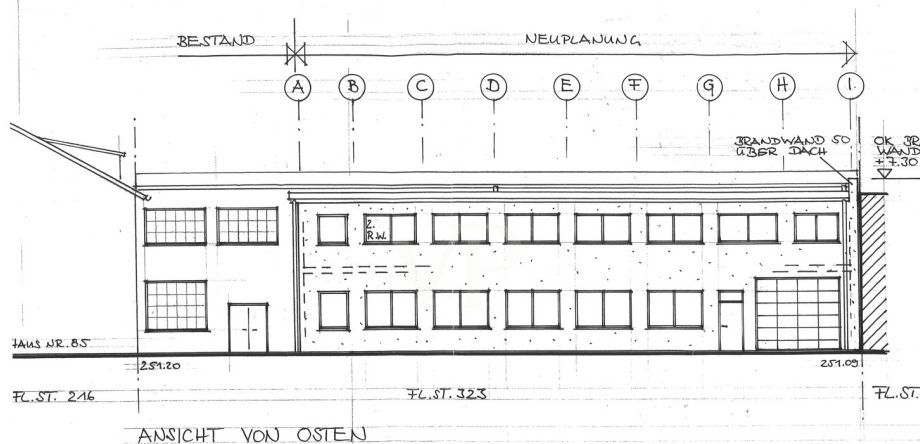 BESTAND
NEUPLANUNG
A B C D E F G H I
BRANDWAND 50
ÜBER DACH
OK BR
WAND
+7.30
2.
R.W.
HAUS NR. 85
251.20
251.09
FL.ST. 216
FL.ST. 323
FL.ST.
ANSICHT VON OSTEN